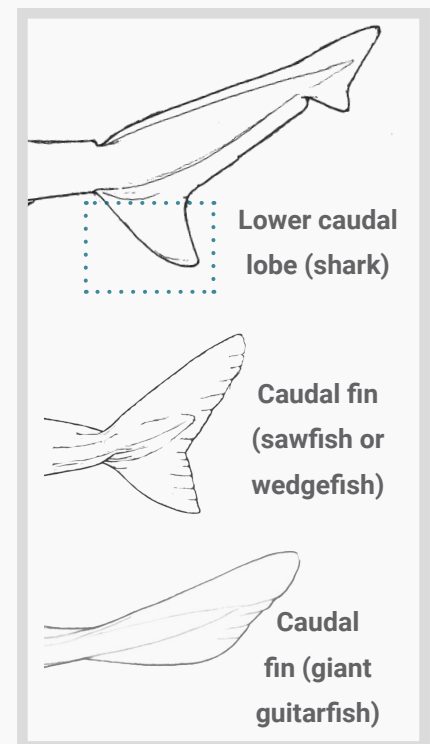 Lower caudal
lobe (shark)
Caudal fin
(sawfish or
wedgefish)
Caudal
fin (giant
guitarfish)